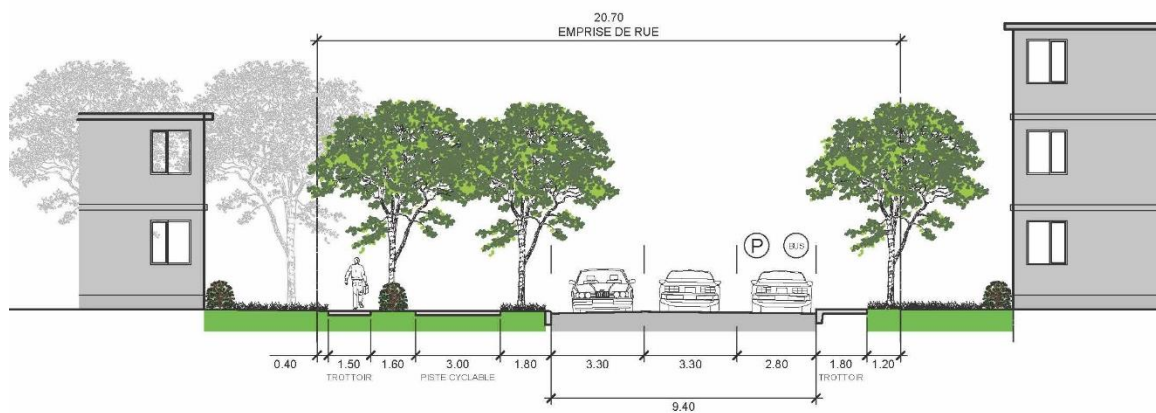 20.70
EMPRISE DE RUE
P
BUS
0.40
1.50
1.60
3.00
1.80
3.30
3.30
2.80
1.80
1.20
TROTTOIR
PISTE CYCLABLE
TROTTOIR
9.40